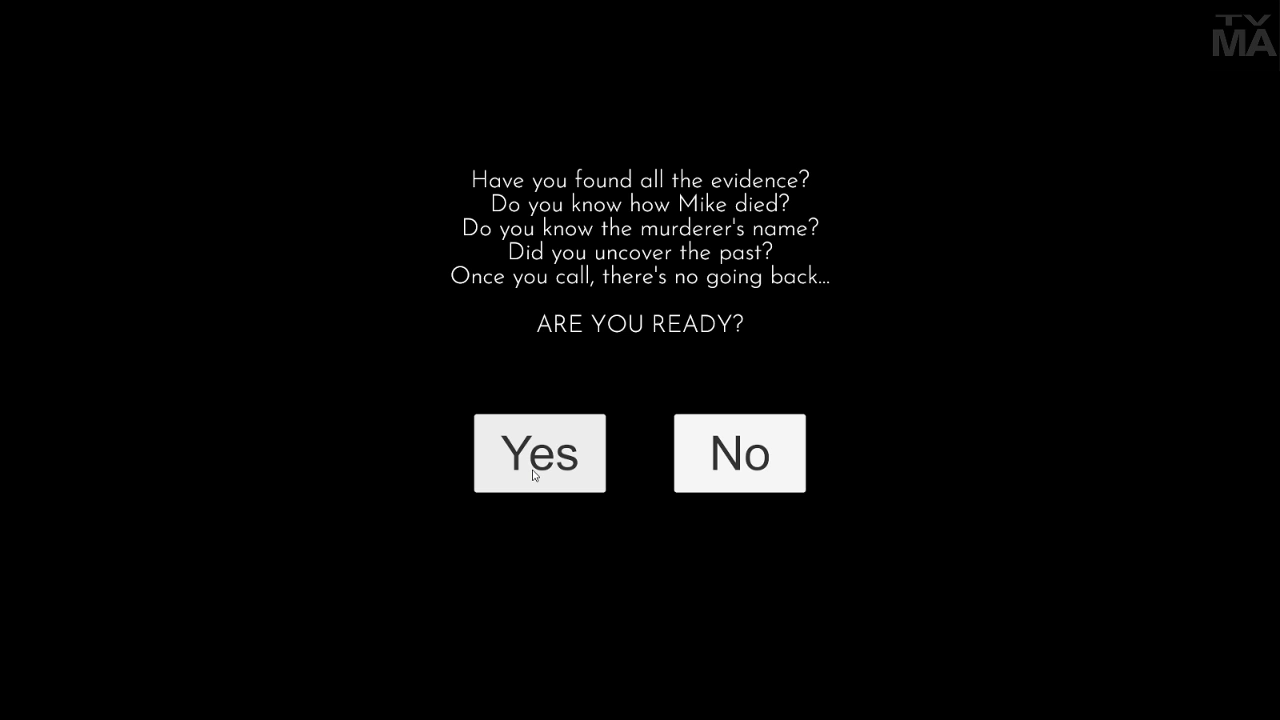 TV
MA
Have you found all the evidence?
Do you know how Mike died?
Do you know the murderer's name?
Did you uncover the past?
Once you call, there's no going back...
ARE YOU READY?
Yes
No